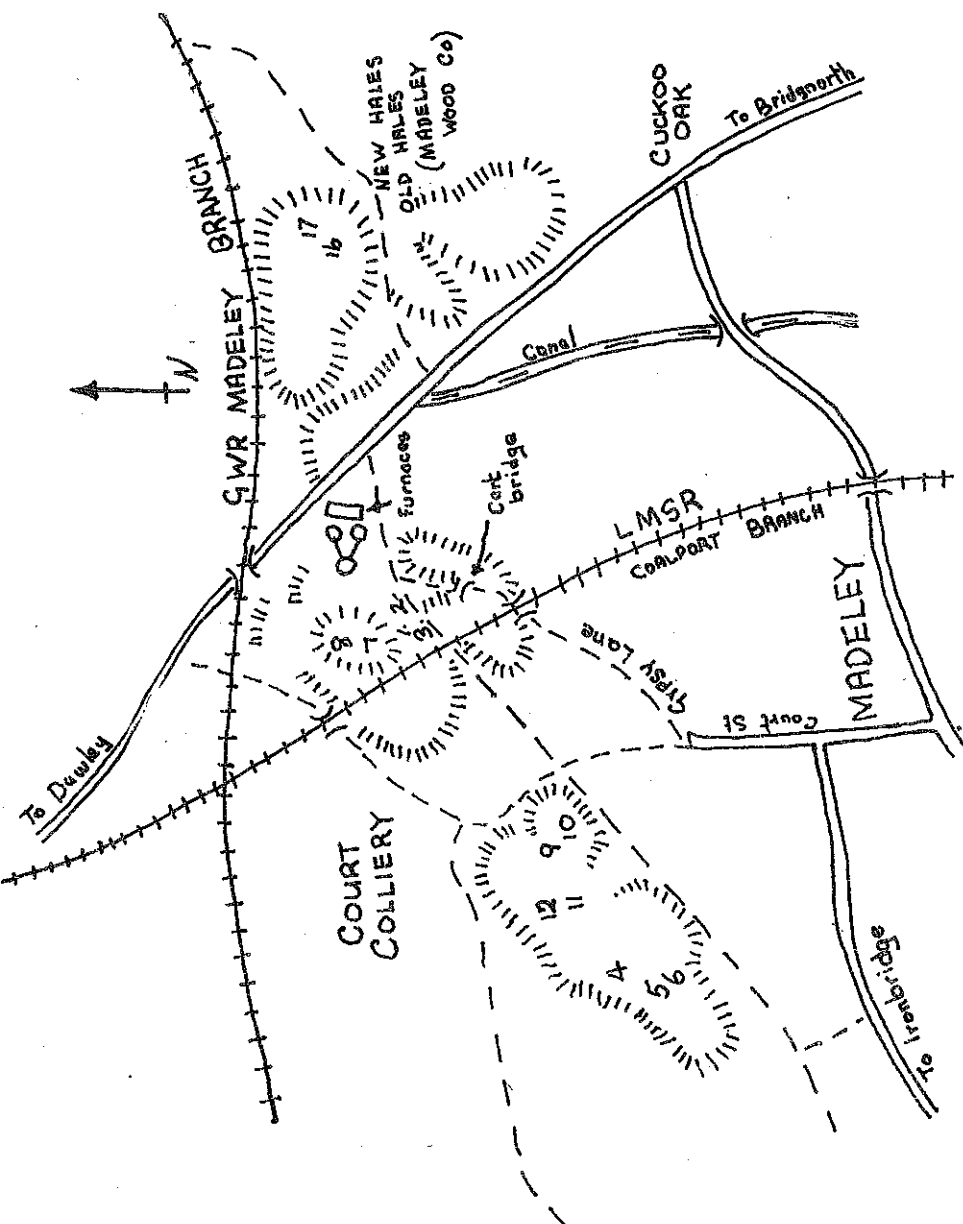 GWR MADELEY BRANCH
N
To Dawley
17
16
NEW HALES
OLD HALES
(MADELEY
WOOD CO)
CUCKOO
OAK
To Bridgnorth
Canal
Furnaces
Cart
bridge
8
7
2
3
1
LMSR
COALPORT BRANCH
Gypsy Lane
Court St
MADELEY
COURT
COLLIERY
9
10
12
11
4
5
6
To Ironbridge